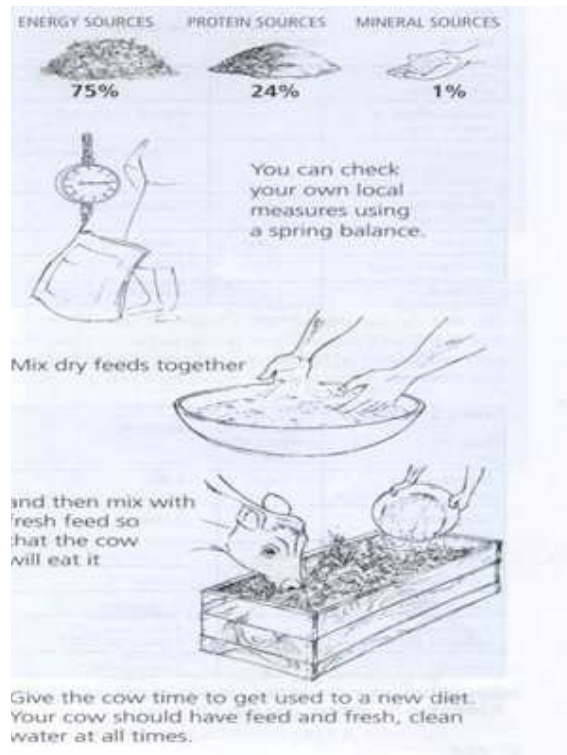 ENERGY SOURCES PROTEIN SOURCES MINERAL SOURCES
75% 24% 1%
You can check
your own local
measures using
a spring balance.
Mix dry feeds together
and then mix with
fresh feed so
that the cow
will eat it
Give the cow time to get used to a new diet.
Your cow should have feed and fresh, clean
water at all times.